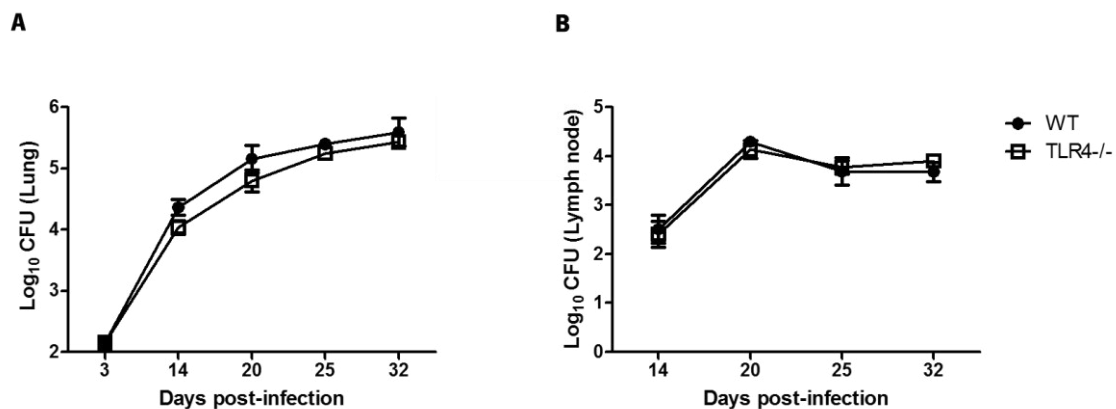 A
B
Log₁₀ CFU (Lung)
6
5
4
3
2
3 14 20 25 32
Days post-infection
Log₁₀ CFU (Lymph node)
5
4
3
2
1
0
14 20 25 32
Days post-infection
WT
TLR4-/-